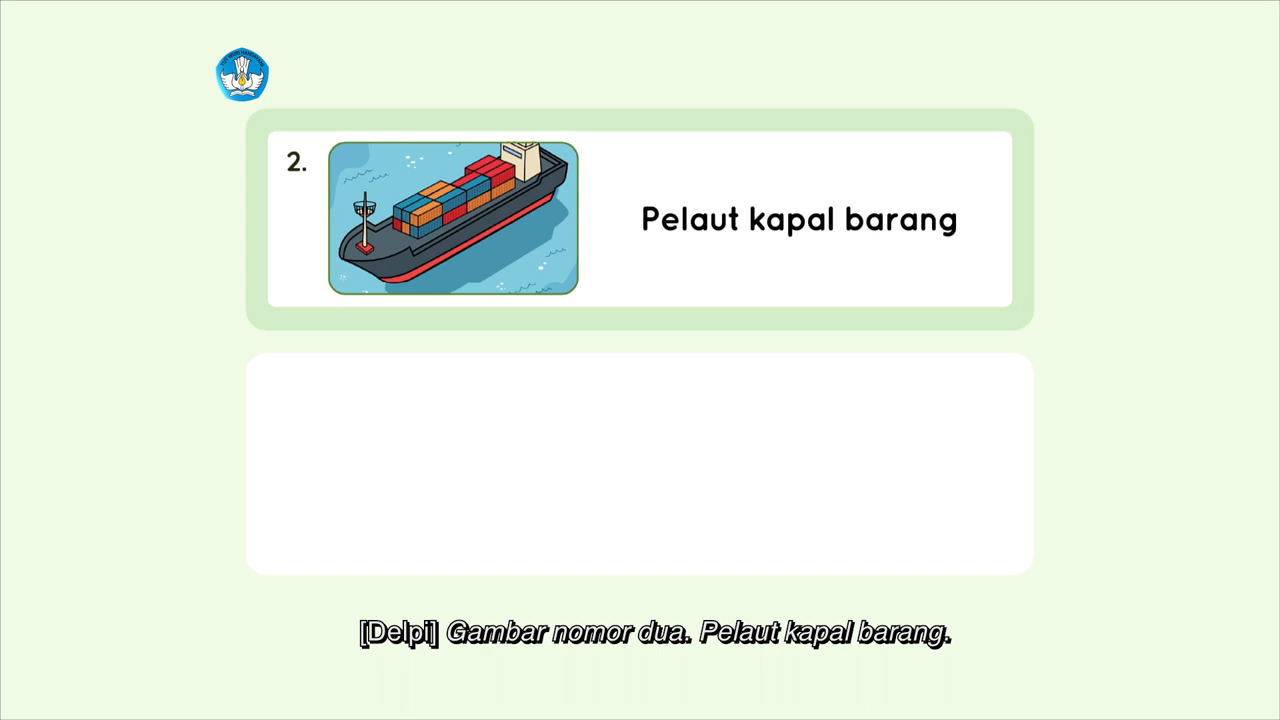 2.
Pelaut kapal barang
[Delpi] Gambar nomor dua. Pelaut kapal barang.